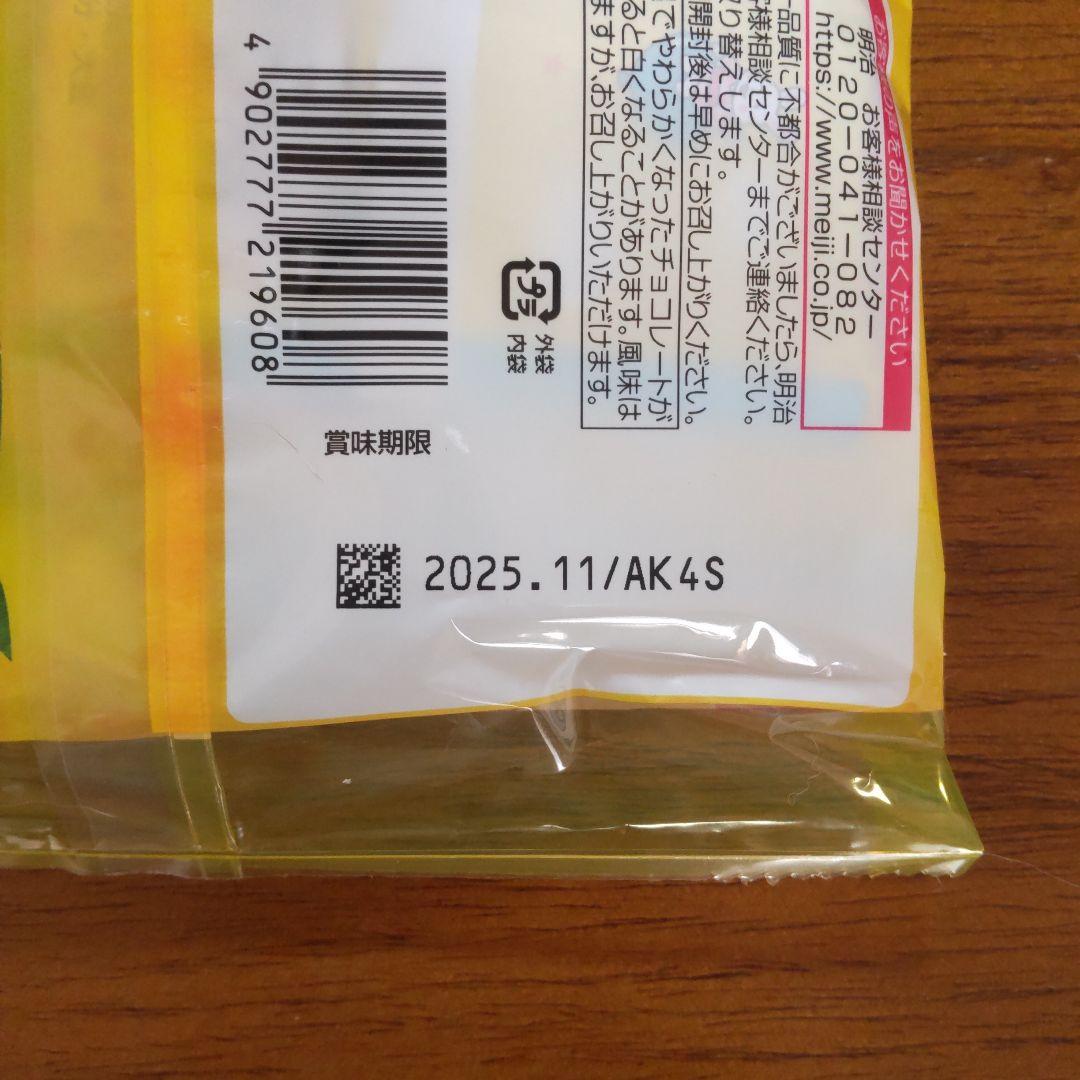 お客様の声をお聞かせください
明治 お客様相談センター
0120-041-082
https://www.meiji.co.jp/
品質に不都合がございましたら、明治
客様相談センターまでご連絡ください。
取り替えします。
開封後は早めにお召し上がりください。
でやわらかくなったチョコレートが
ると白くなることがあります。風味は
ますが、お召し上がりいただけます。
プラ
外袋
内袋
4902777219608
賞味期限
2025.11/AK4S